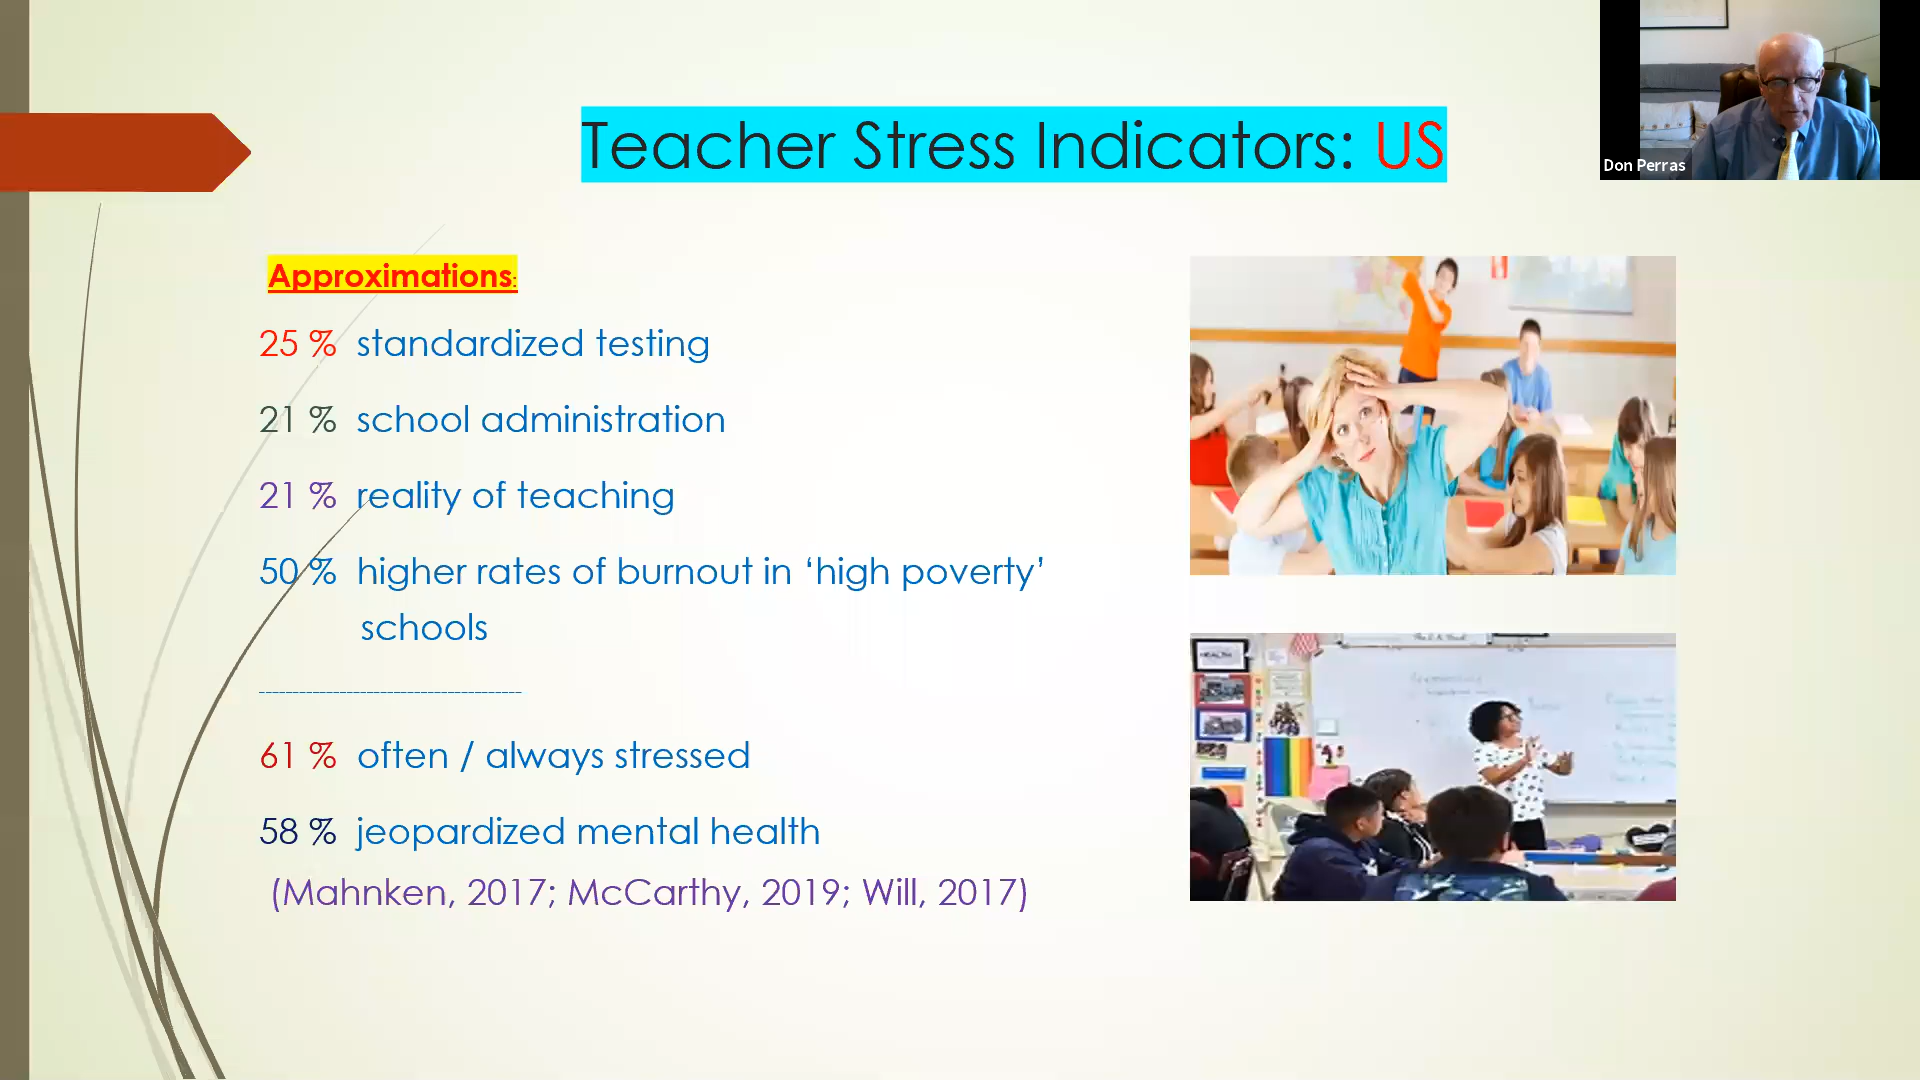 Teacher Stress Indicators: US
Don Perras
Approximations:
25 % standardized testing
21 % school administration
21 % reality of teaching
50 % higher rates of burnout in ‘high poverty’
schools
---------------------------------------
61 % often / always stressed
58 % jeopardized mental health
(Mahnken, 2017; McCarthy, 2019; Will, 2017)
HEALTH